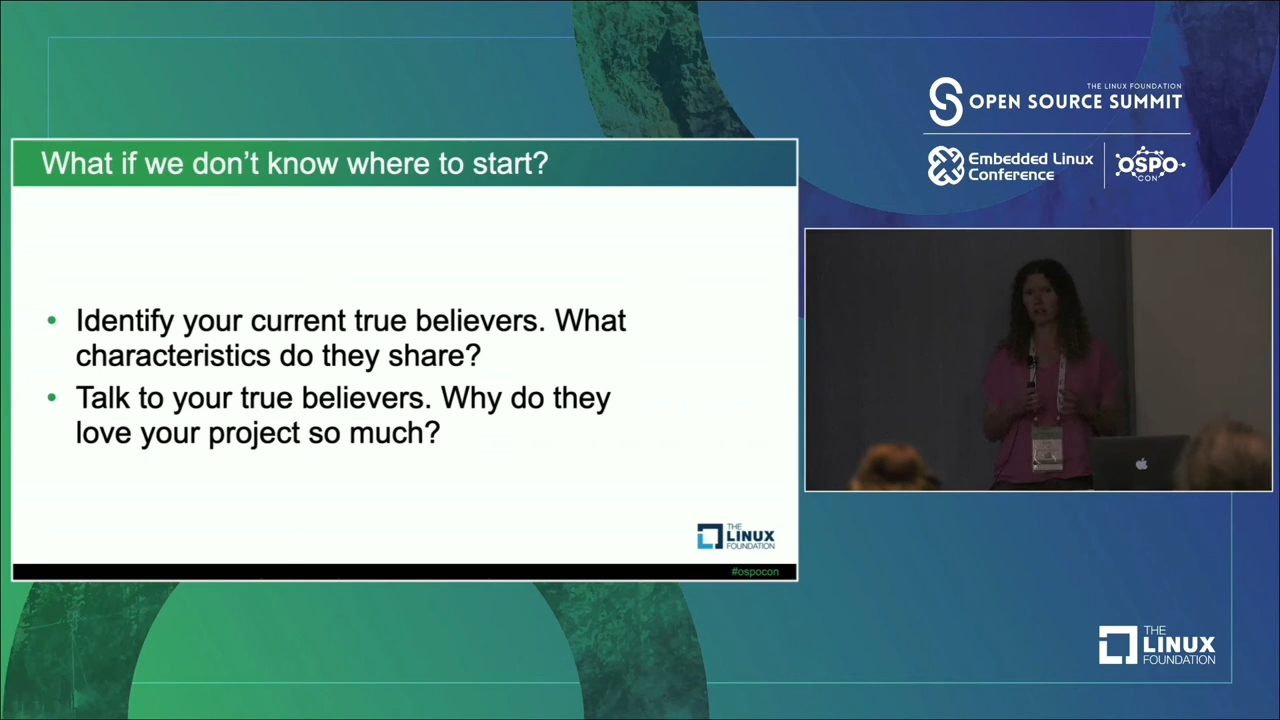 THE LINUX FOUNDATION
OPEN SOURCE SUMMIT
Embedded Linux
Conference
OSPO
CON
What if we don't know where to start?
• Identify your current true believers. What
characteristics do they share?
• Talk to your true believers. Why do they
love your project so much?
THE
LINUX
FOUNDATION
#ospocon
THE
LINUX
FOUNDATION